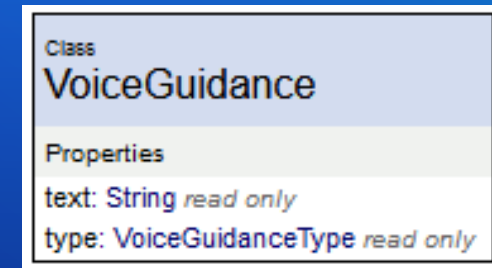 Class
VoiceGuidance
Properties
text: String read only
type: VoiceGuidanceType read only